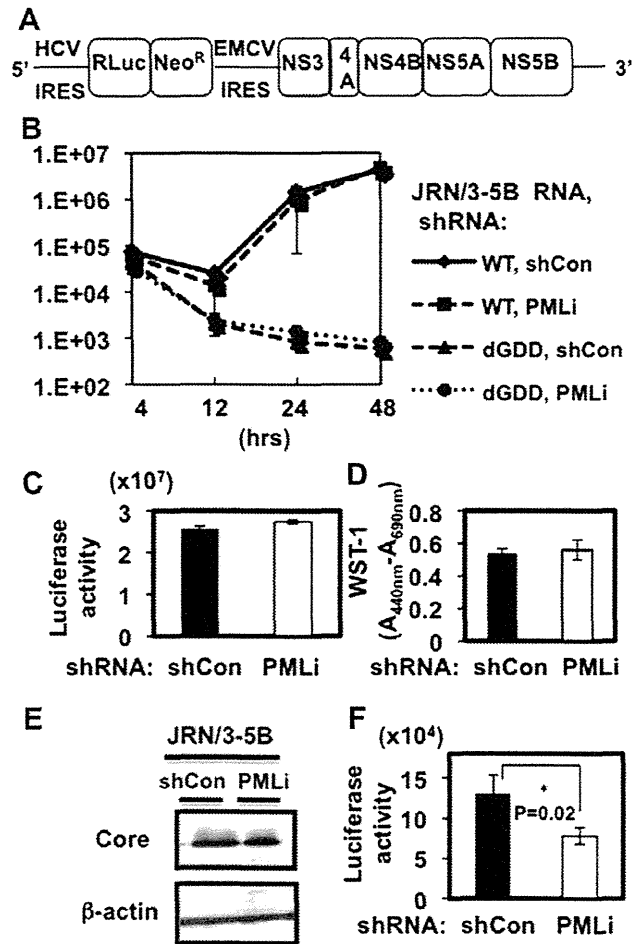 A
HCV EMCV
5' RLuc Neo^R NS3 4A NS4B NS5A NS5B 3'
IRES IRES
B
1.E+07
1.E+06
1.E+05
1.E+04
1.E+03
1.E+02
4 12 24 48
(hrs)
JRN/3-5B RNA,
shRNA:
WT, shCon
WT, PMLi
dGDD, shCon
dGDD, PMLi
C
(x10⁷)
Luciferase
activity
3
2
1
0
shRNA: shCon PMLi
D
WST-1
(A440nm-A690nm)
0.8
0.6
0.4
0.2
0
shCon PMLi
E
JRN/3-5B
shCon PMLi
Core
β-actin
F
(x10⁴)
Luciferase
activity
15
10
5
0
*
P=0.02
shRNA: shCon PMLi